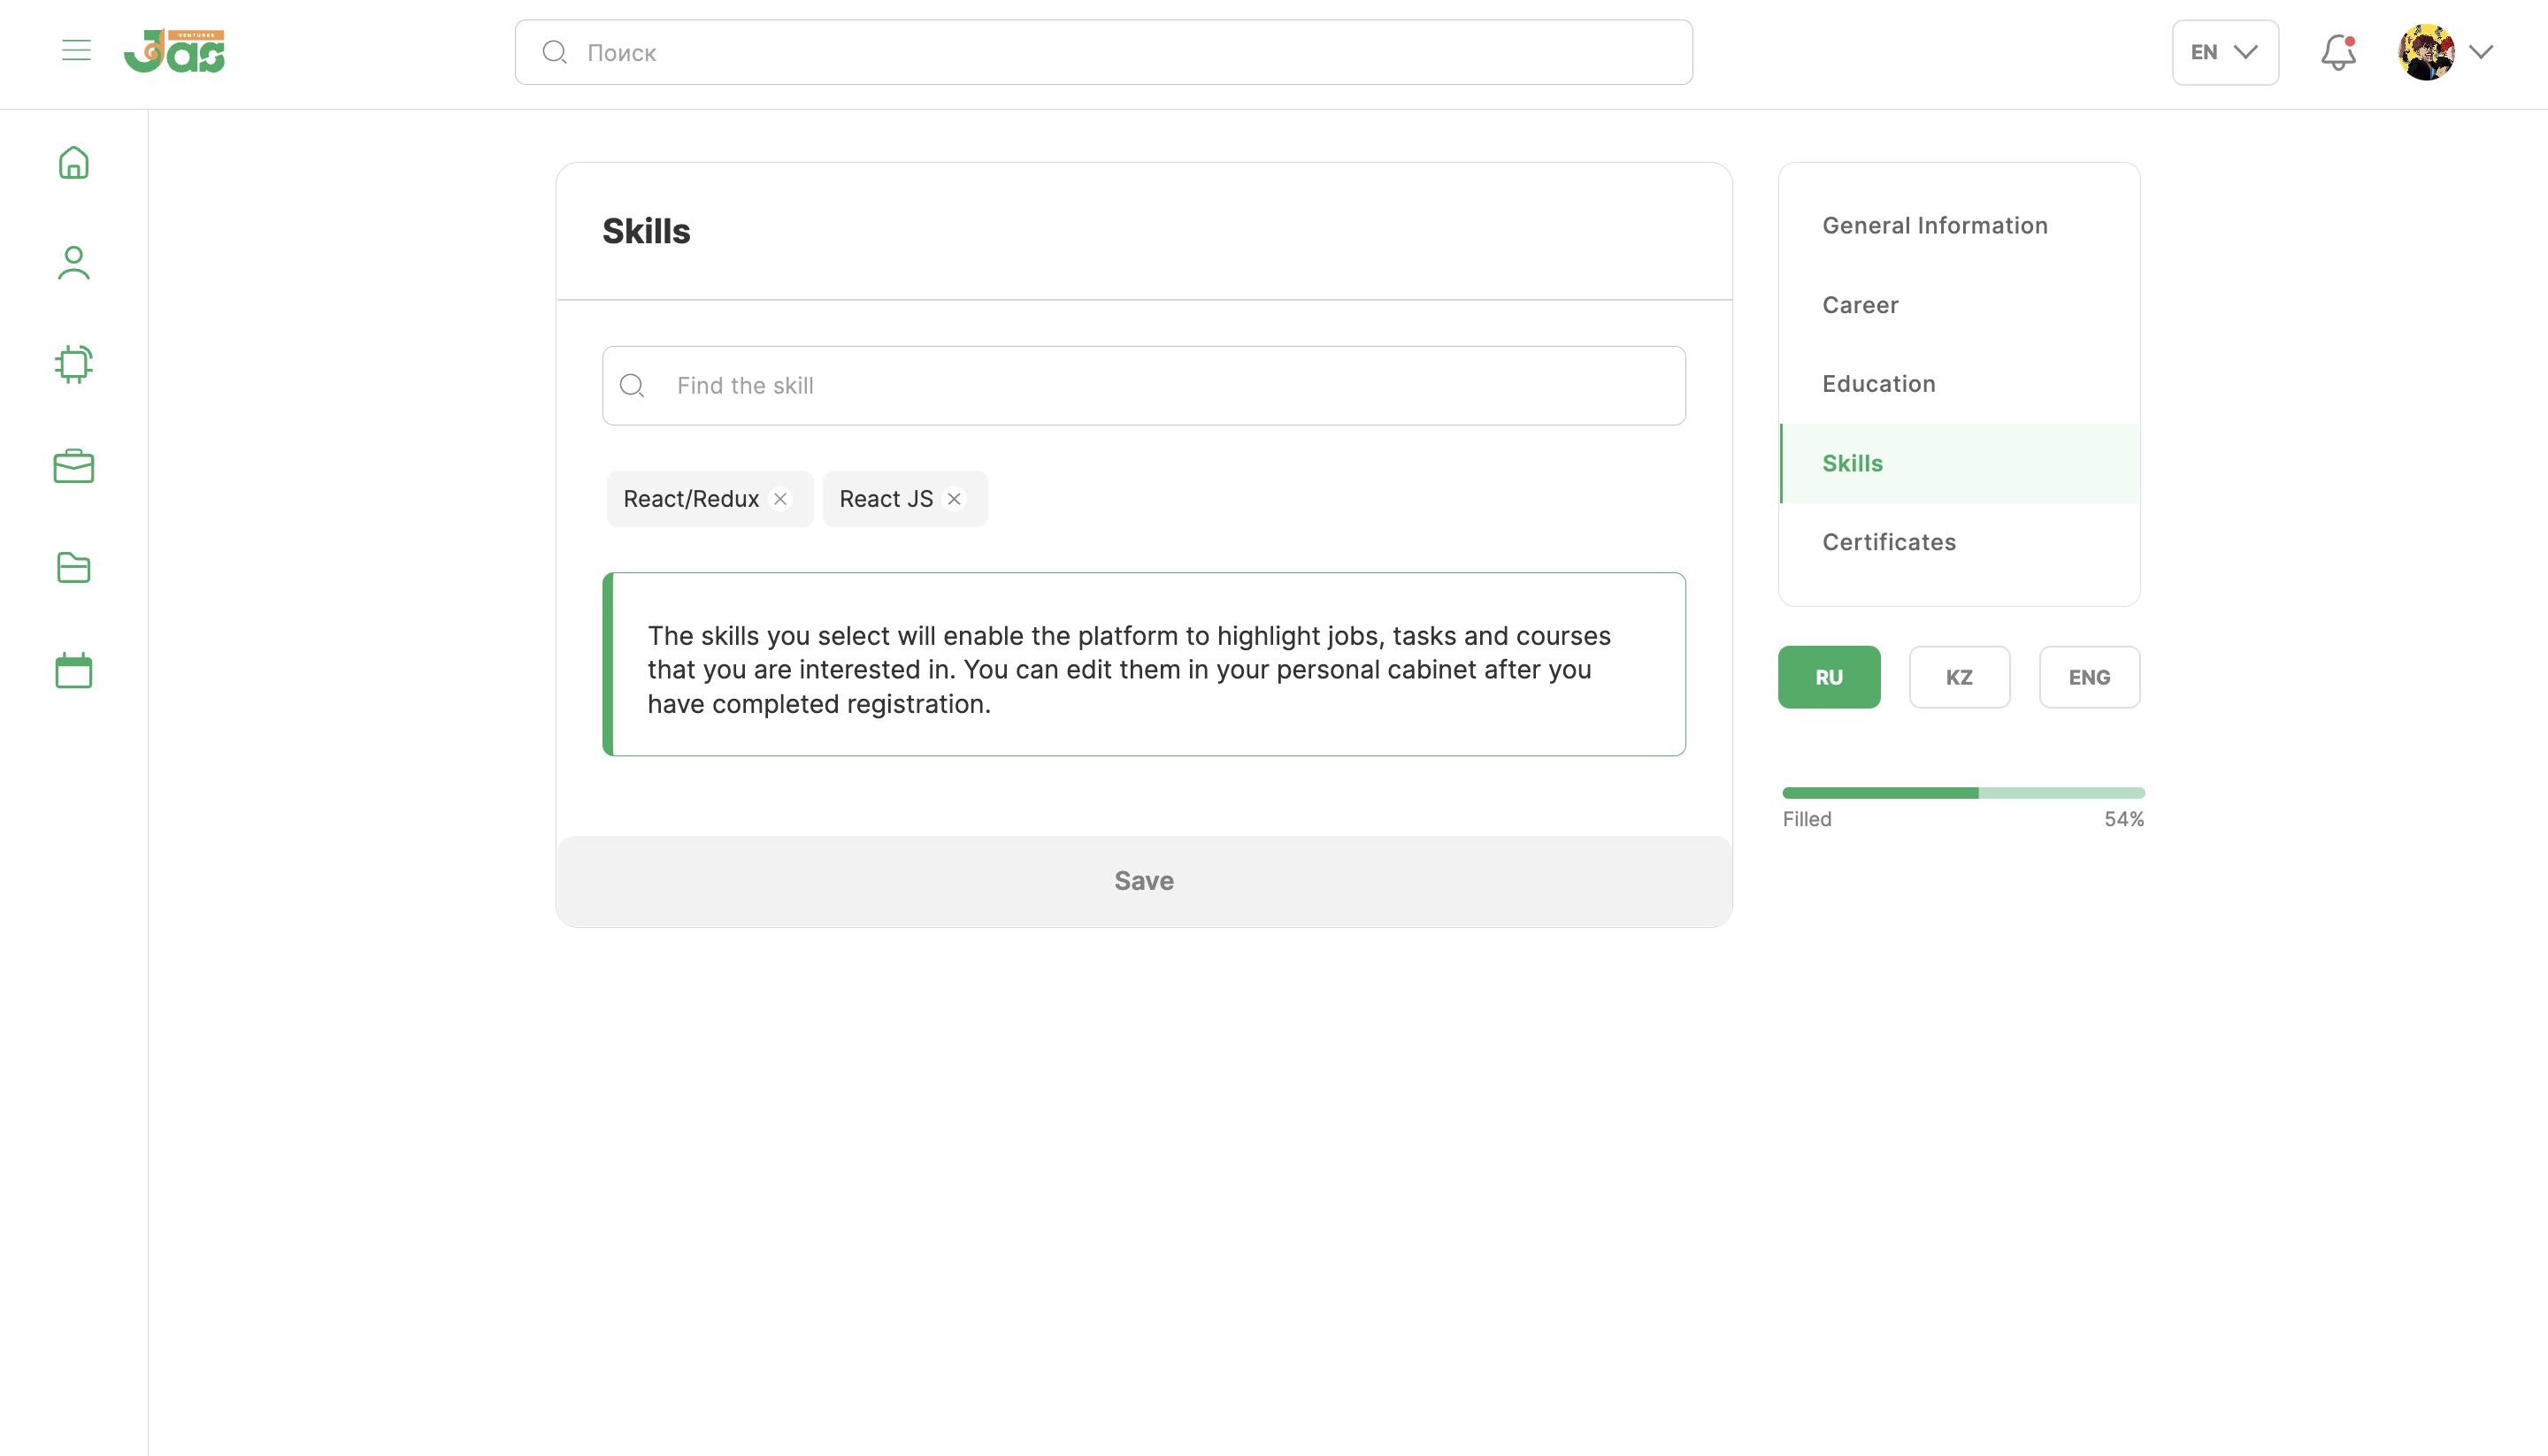 VENTURES
Jas
Поиск
EN
Skills
Find the skill
React/Redux
React JS
The skills you select will enable the platform to highlight jobs, tasks and courses
that you are interested in. You can edit them in your personal cabinet after you
have completed registration.
Save
General Information
Career
Education
Skills
Certificates
RU
KZ
ENG
Filled
54%